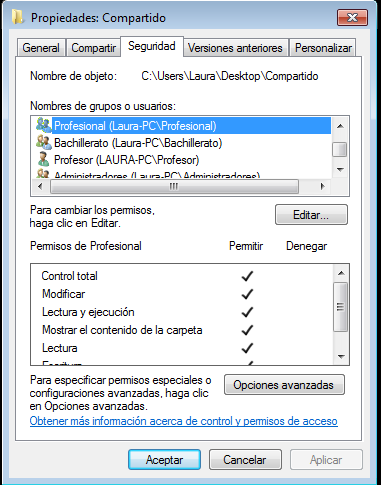 Propiedades: Compartido
General Compartir Seguridad Versiones anteriores Personalizar
Nombre de objeto: C:\Users\Laura\Desktop\Compartido
Nombres de grupos o usuarios:
Profesional (Laura-PC\Profesional)
Bachillerato (Laura-PC\Bachillerato)
Profesor (LAURA-PC\Profesor)
Administradores (Laura-PC\Administradores)
Para cambiar los permisos,
haga clic en Editar.
Editar...
Permisos de Profesional Permitir Denegar
Control total
Modificar
Lectura y ejecución
Mostrar el contenido de la carpeta
Lectura
Escritura
Para especificar permisos especiales o
configuraciones avanzadas, haga clic
en Opciones avanzadas.
Opciones avanzadas
Obtener más información acerca de control y permisos de acceso
Aceptar Cancelar Aplicar